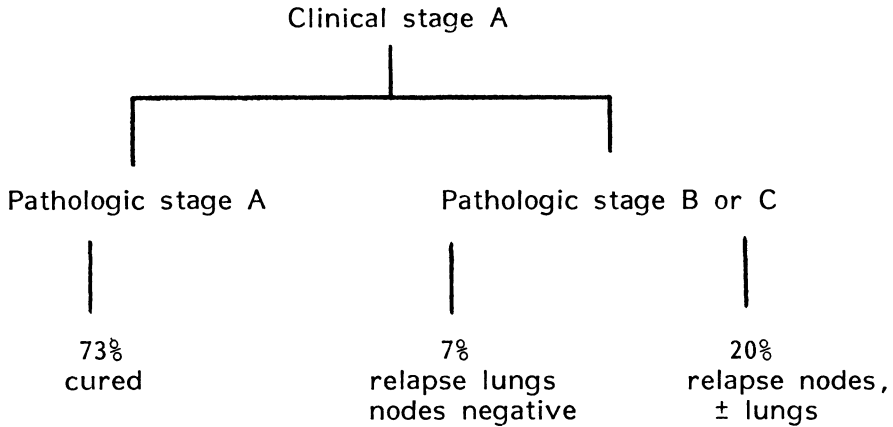 Clinical stage A
Pathologic stage A
Pathologic stage B or C
73%
cured
7%
relapse lungs
nodes negative
20%
relapse nodes,
± lungs